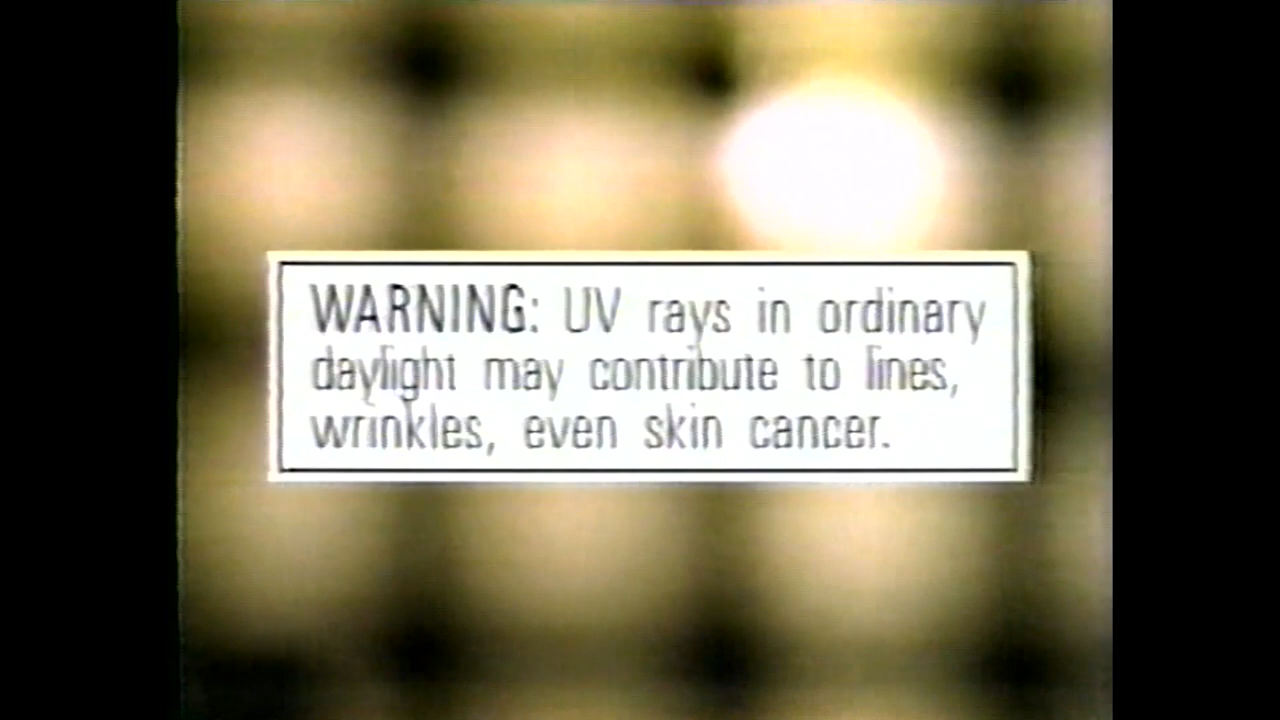 WARNING: UV rays in ordinary
daylight may contribute to lines,
wrinkles, even skin cancer.